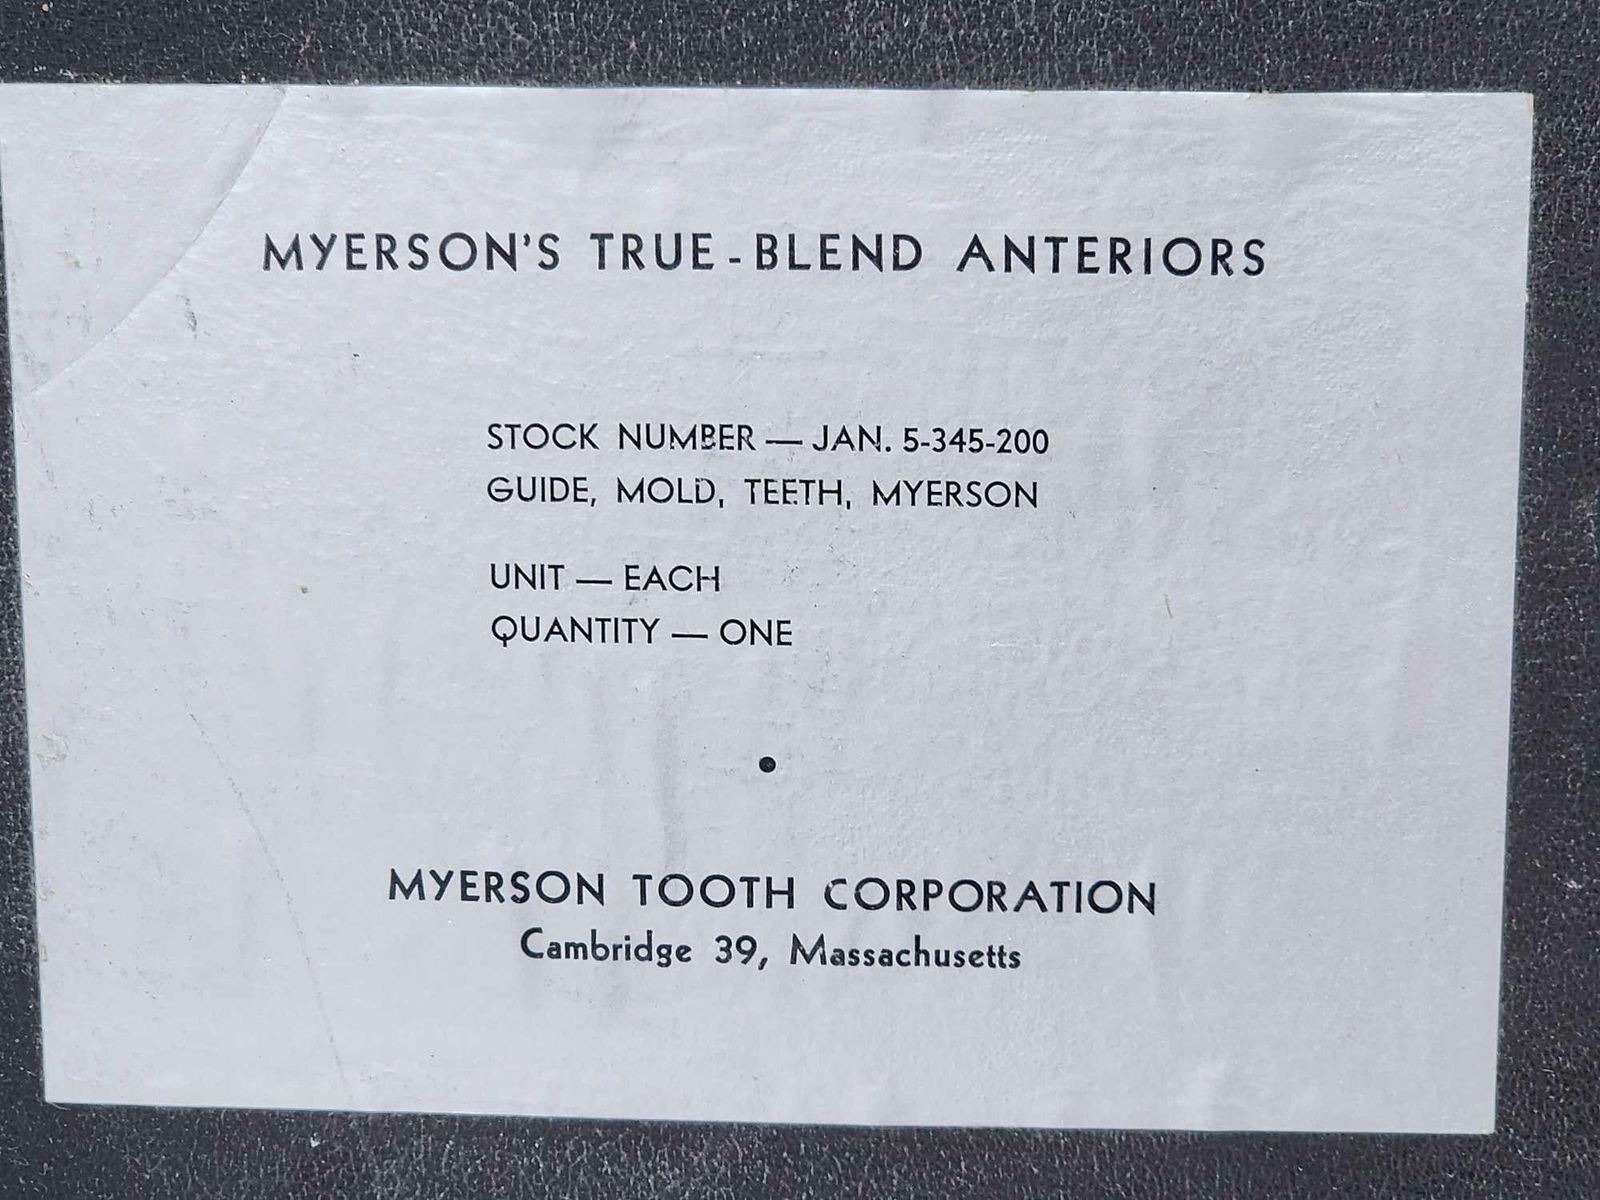 MYERSON'S TRUE-BLEND ANTERIORS
STOCK NUMBER — JAN. 5-345-200
GUIDE, MOLD, TEETH, MYERSON
UNIT — EACH
QUANTITY — ONE
•
MYERSON TOOTH CORPORATION
Cambridge 39, Massachusetts